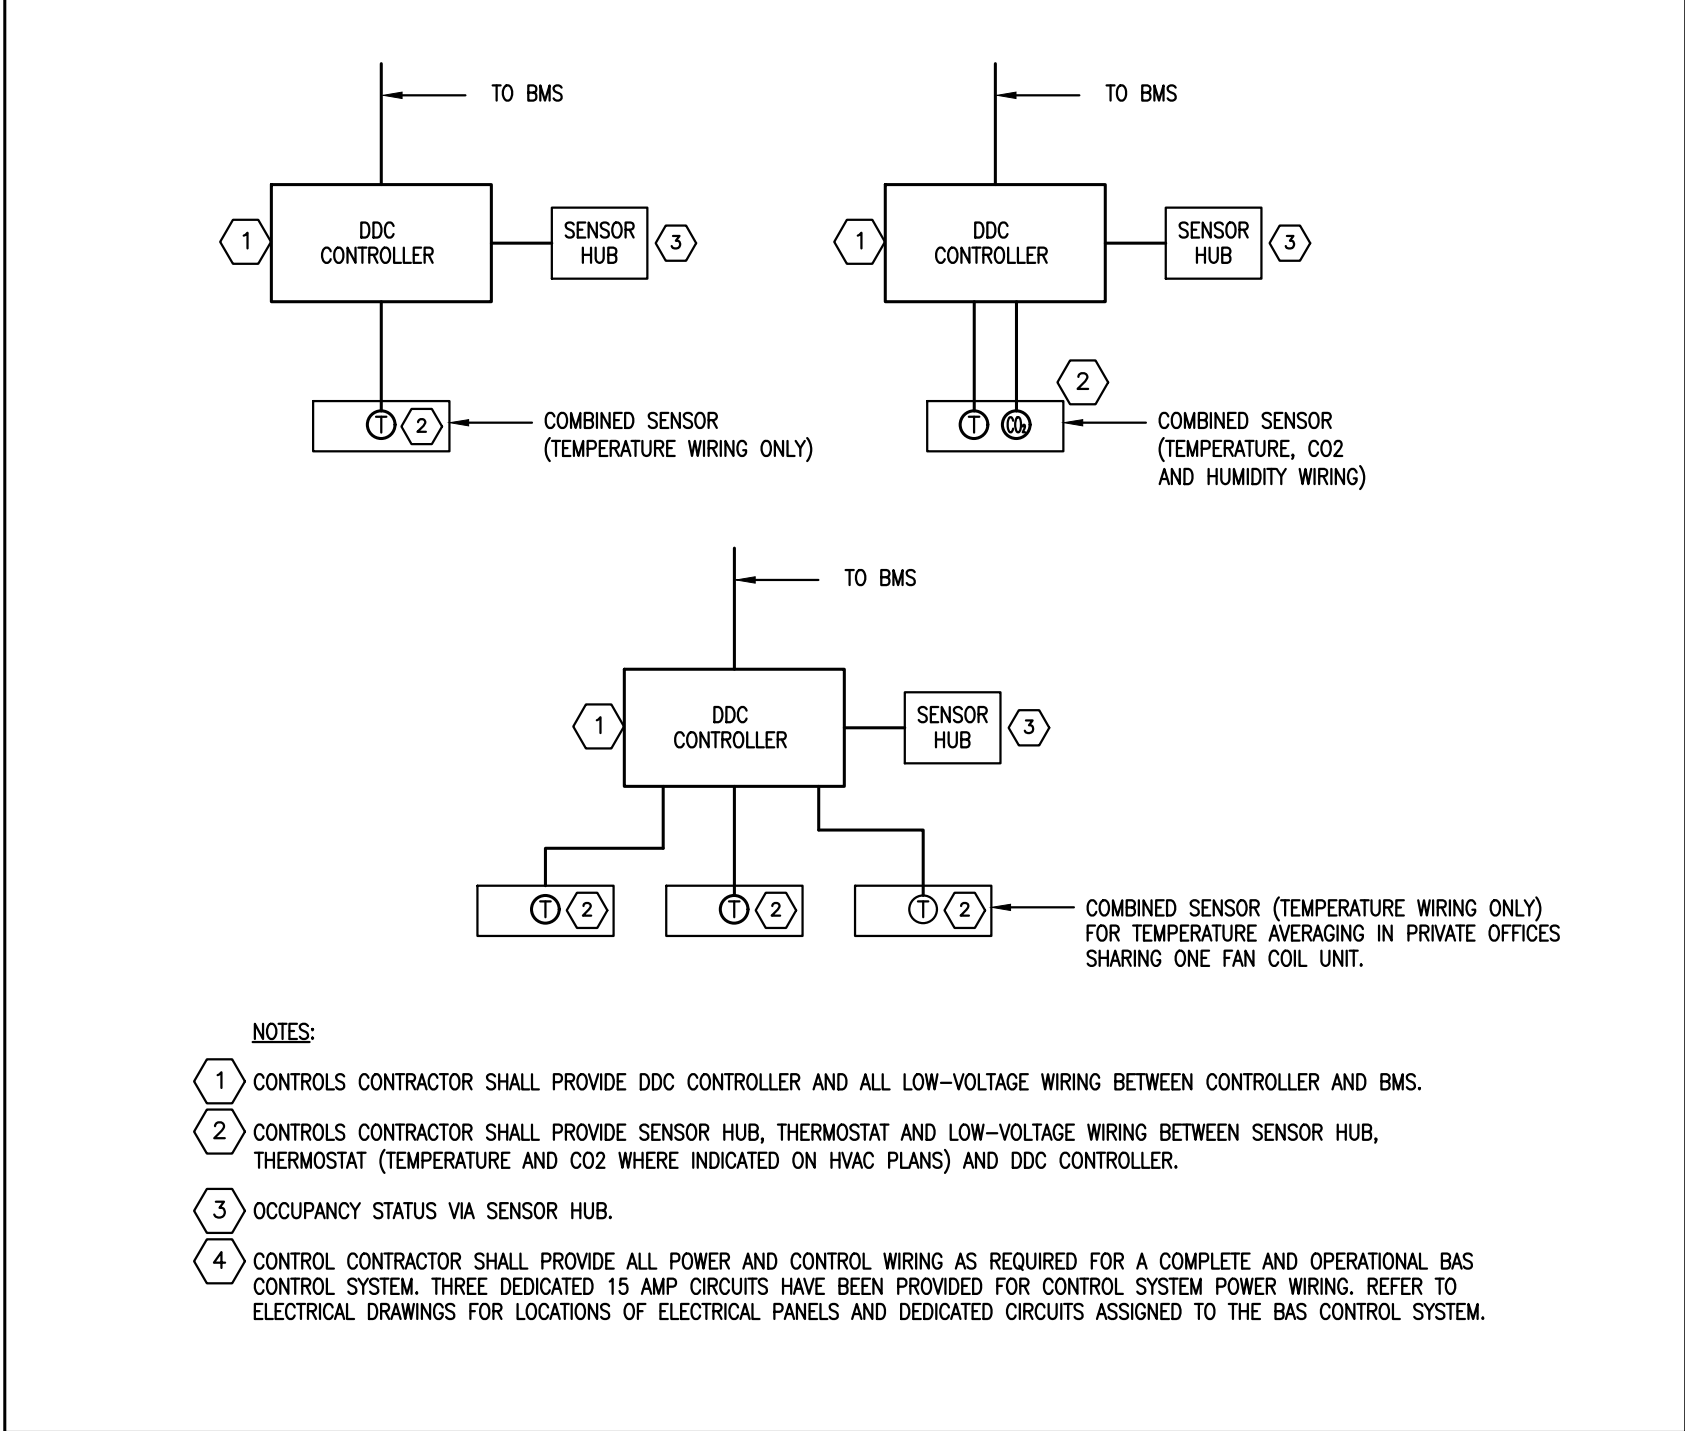 TO BMS
1
DDC
CONTROLLER
SENSOR
HUB
3
T
2
COMBINED SENSOR
(TEMPERATURE WIRING ONLY)
TO BMS
1
DDC
CONTROLLER
SENSOR
HUB
3
2
T
CO2
COMBINED SENSOR
(TEMPERATURE, CO2
AND HUMIDITY WIRING)
TO BMS
1
DDC
CONTROLLER
SENSOR
HUB
3
T
2
T
2
T
2
COMBINED SENSOR (TEMPERATURE WIRING ONLY)
FOR TEMPERATURE AVERAGING IN PRIVATE OFFICES
SHARING ONE FAN COIL UNIT.
NOTES:
1 CONTROLS CONTRACTOR SHALL PROVIDE DDC CONTROLLER AND ALL LOW-VOLTAGE WIRING BETWEEN CONTROLLER AND BMS.
2 CONTROLS CONTRACTOR SHALL PROVIDE SENSOR HUB, THERMOSTAT AND LOW-VOLTAGE WIRING BETWEEN SENSOR HUB,
THERMOSTAT (TEMPERATURE AND CO2 WHERE INDICATED ON HVAC PLANS) AND DDC CONTROLLER.
3 OCCUPANCY STATUS VIA SENSOR HUB.
4 CONTROL CONTRACTOR SHALL PROVIDE ALL POWER AND CONTROL WIRING AS REQUIRED FOR A COMPLETE AND OPERATIONAL BAS
CONTROL SYSTEM. THREE DEDICATED 15 AMP CIRCUITS HAVE BEEN PROVIDED FOR CONTROL SYSTEM POWER WIRING. REFER TO
ELECTRICAL DRAWINGS FOR LOCATIONS OF ELECTRICAL PANELS AND DEDICATED CIRCUITS ASSIGNED TO THE BAS CONTROL SYSTEM.